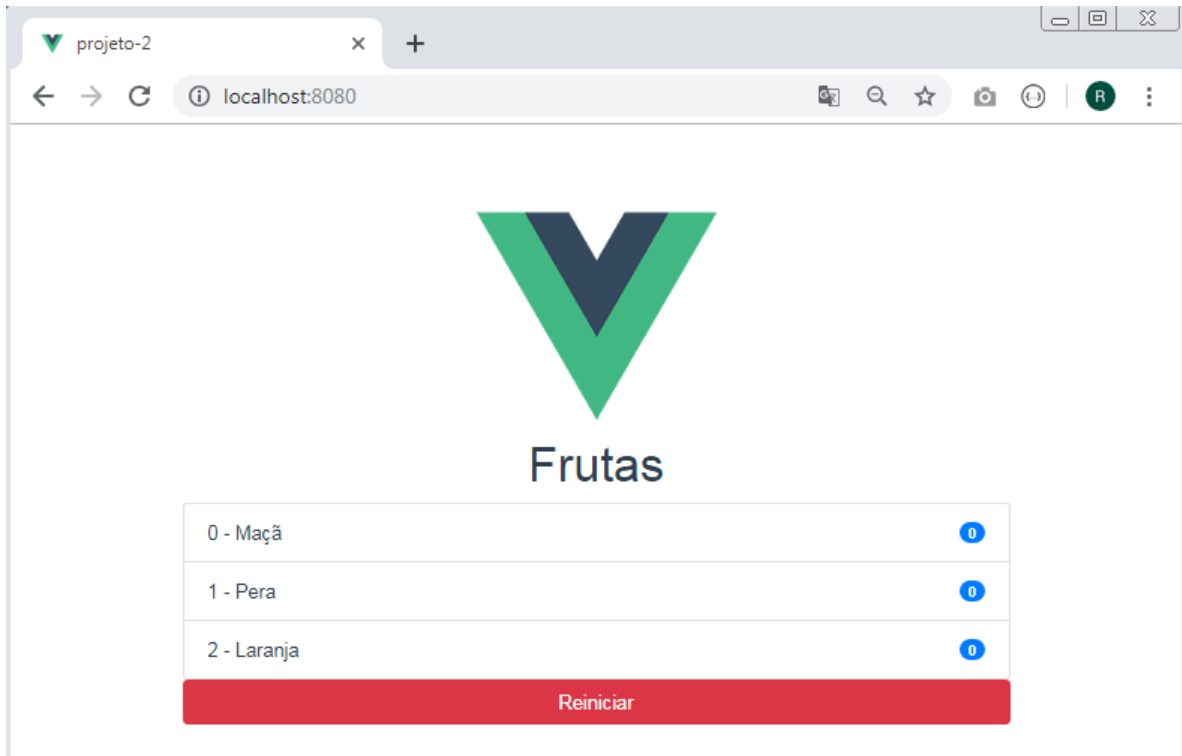 projeto-2
localhost:8080
R
Frutas
0 - Maçã 0
1 - Pera 0
2 - Laranja 0
Reiniciar